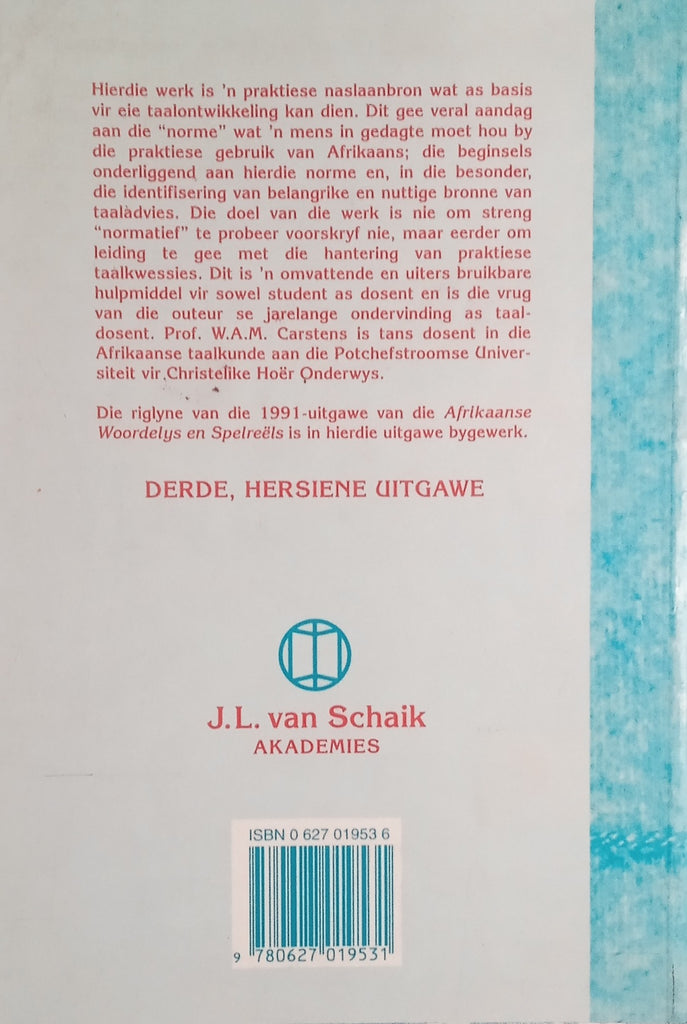 Hierdie werk is 'n praktiese naslaanbron wat as basis
vir eie taalontwikkeling kan dien. Dit gee veral aandag
aan die “norme” wat 'n mens in gedagte moet hou by
die praktiese gebruik van Afrikaans; die beginsels
onderliggend aan hierdie norme en, in die besonder,
die identifisering van belangrike en nuttige bronne van
taaladvies. Die doel van die werk is nie om streng
“normatief” te probeer voorskryf nie, maar eerder om
leiding te gee met die hantering van praktiese
taalkwessies. Dit is 'n omvattende en uiters bruikbare
hulpmiddel vir sowel student as dosent en is die vrug
van die outeur se jarelange ondervinding as taal-
dosent. Prof. W.A.M. Carstens is tans dosent in die
Afrikaanse taalkunde aan die Potchefstroomse Univer-
siteit vir Christelike Hoër Onderwys.
Die riglyne van die 1991-uitgawe van die Afrikaanse
Woordelys en Spelreëls is in hierdie uitgawe bygewerk.
DERDE, HERSIENE UITGAWE
J.L. van Schaik
AKADEMIES
ISBN 0 627 01953 6
9 780627 019531